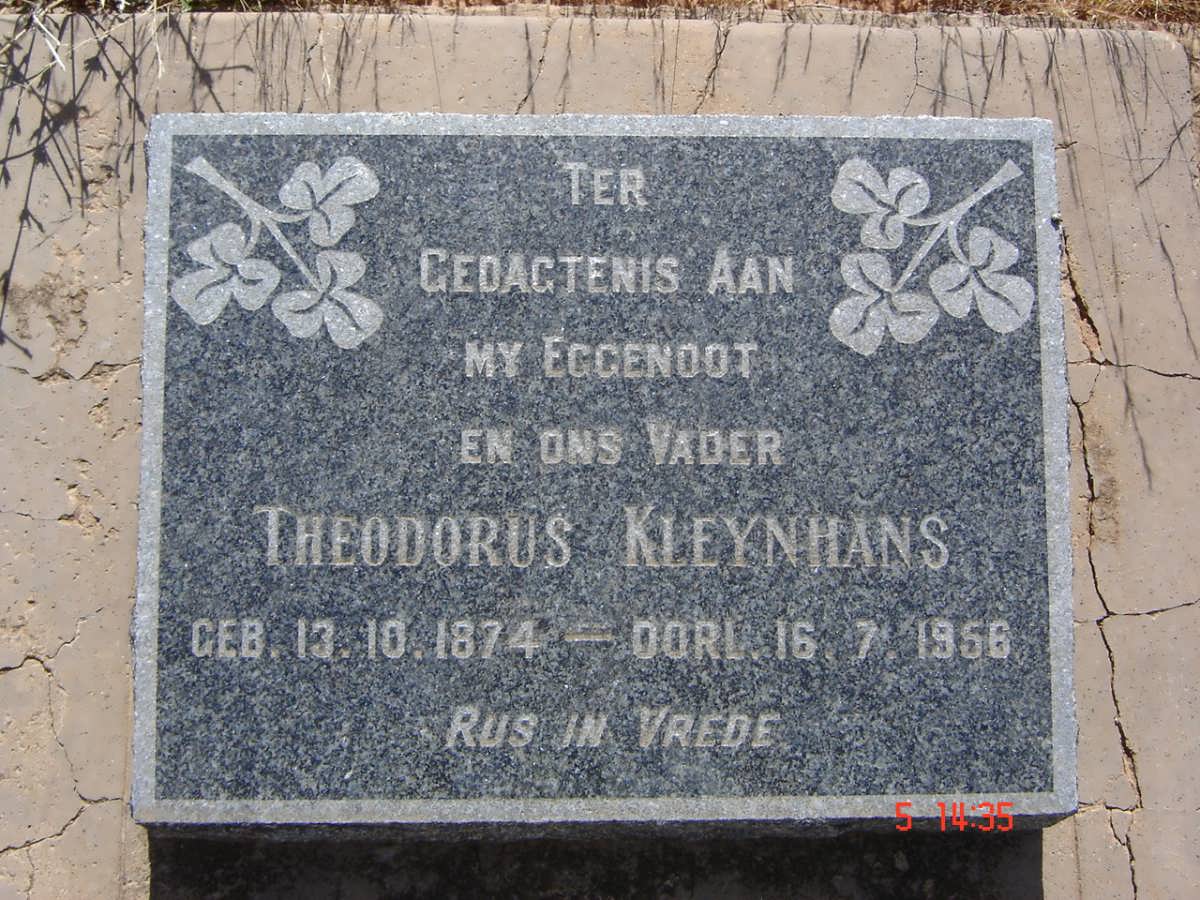 TER
GEDAGTENIS AAN
MY EGGENOOT
EN ONS VADER
THEODORUS KLEYNHANS
GEB. 13. 10. 1874 — OORL. 16. 7. 1956
RUS IN VREDE
5 14:35